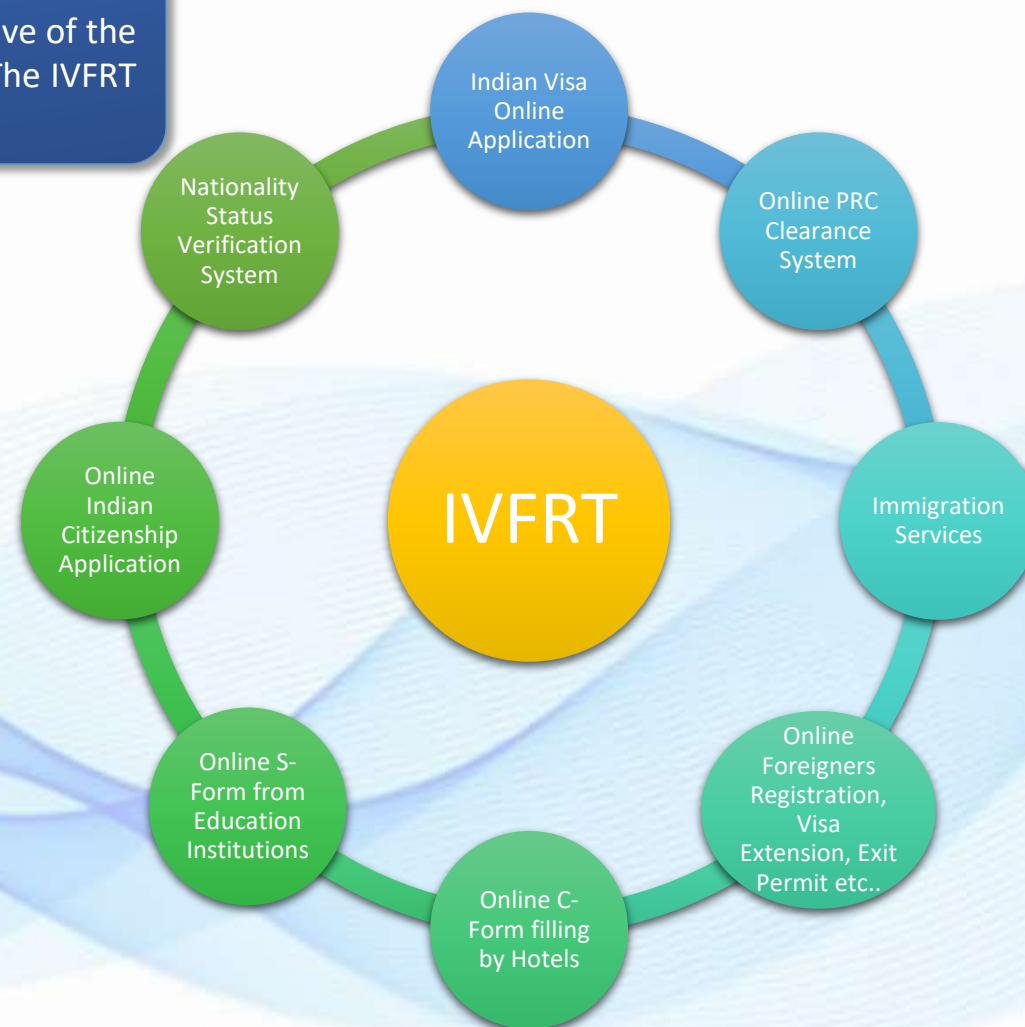 ve of the
The IVFRT
Indian Visa
Online
Application
Online PRC
Clearance
System
Immigration
Services
Online
Foreigners
Registration,
Visa
Extension, Exit
Permit etc..
Online C-
Form filling
by Hotels
Online S-
Form from
Education
Institutions
Online
Indian
Citizenship
Application
Nationality
Status
Verification
System
IVFRT